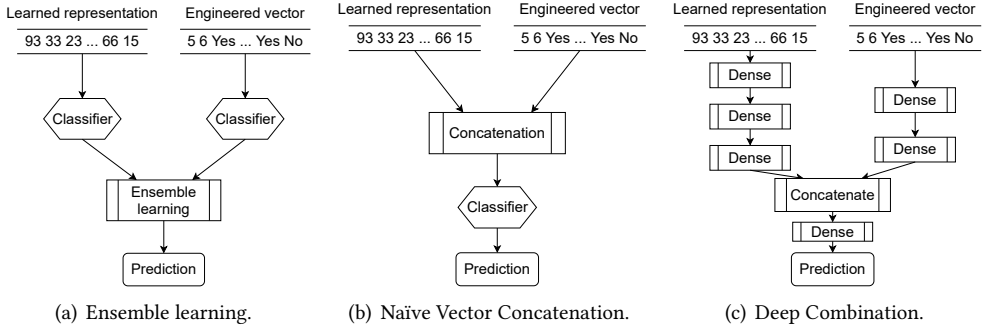 Learned representation
Engineered vector
93 33 23 ... 66 15
5 6 Yes ... Yes No
Classifier
Classifier
Ensemble
learning
Prediction
(a) Ensemble learning.
Learned representation
Engineered vector
93 33 23 ... 66 15
5 6 Yes ... Yes No
Concatenation
Classifier
Prediction
(b) Naïve Vector Concatenation.
Learned representation
Engineered vector
93 33 23 ... 66 15
5 6 Yes ... Yes No
Dense
Dense
Dense
Dense
Dense
Concatenate
Dense
Prediction
(c) Deep Combination.